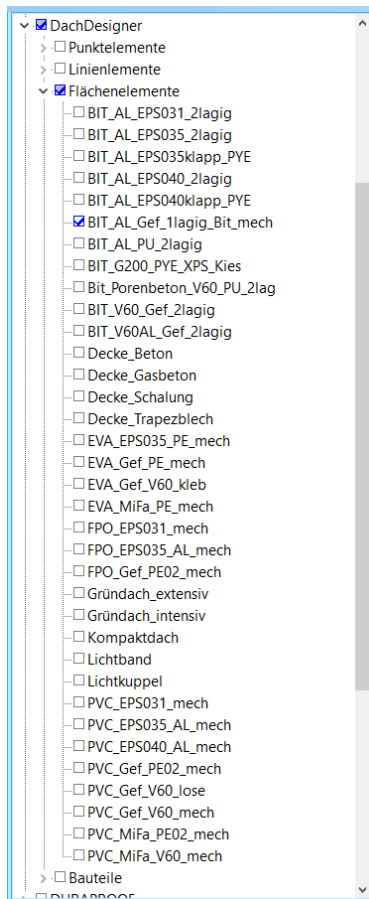 DachDesigner
Punktelemente
Linienlemente
Flächenelemente
BIT_AL_EPS031_2lagig
BIT_AL_EPS035_2lagig
BIT_AL_EPS035klapp_PYE
BIT_AL_EPS040_2lagig
BIT_AL_EPS040klapp_PYE
BIT_AL_Gef_1lagig_Bit_mech
BIT_AL_PU_2lagig
BIT_G200_PYE_XPS_Kies
Bit_Porenbeton_V60_PU_2lag
BIT_V60_Gef_2lagig
BIT_V60AL_Gef_2lagig
Decke_Beton
Decke_Gasbeton
Decke_Schalung
Decke_Trapezblech
EVA_EPS035_PE_mech
EVA_Gef_PE_mech
EVA_Gef_V60_kleb
EVA_MiFa_PE_mech
FPO_EPS031_mech
FPO_EPS035_AL_mech
FPO_Gef_PE02_mech
Gründach_extensiv
Gründach_intensiv
Kompaktdach
Lichtband
Lichtkuppel
PVC_EPS031_mech
PVC_EPS035_AL_mech
PVC_EPS040_AL_mech
PVC_Gef_PE02_mech
PVC_Gef_V60_lose
PVC_Gef_V60_mech
PVC_MiFa_PE02_mech
PVC_MiFa_V60_mech
Bauteile